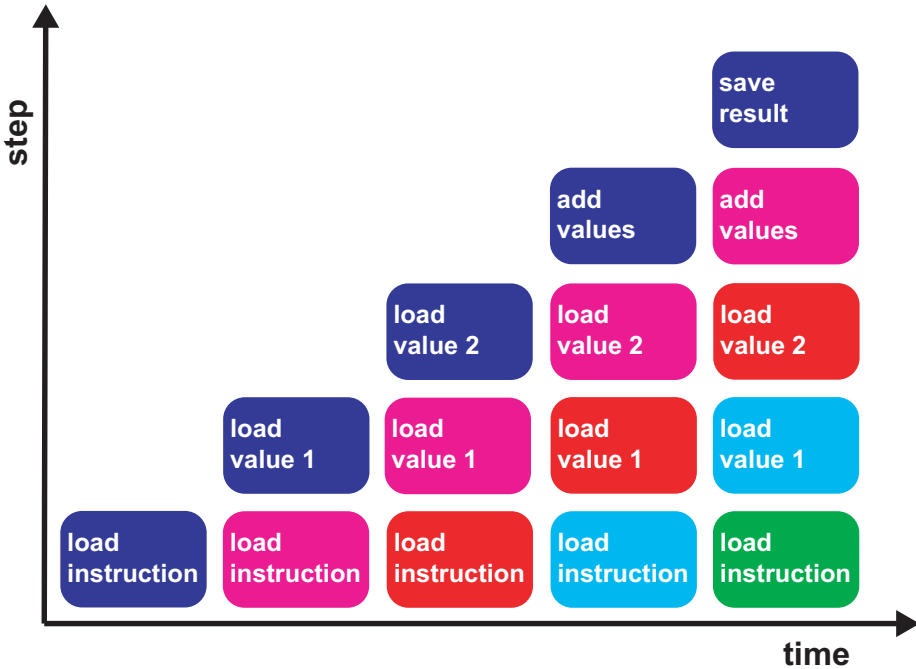 step
save
result
add
values
add
values
load
value 2
load
value 2
load
value 2
load
value 1
load
value 1
load
value 1
load
value 1
load
instruction
load
instruction
load
instruction
load
instruction
load
instruction
time